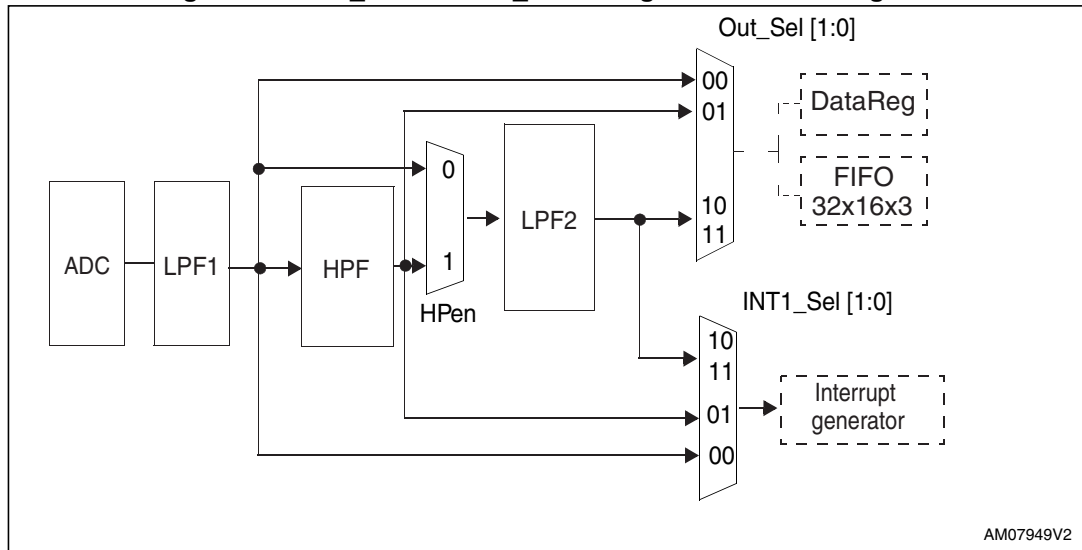 Out_Sel [1:0]
00
01
DataReg
0
FIFO
32x16x3
10
11
ADC
LPF1
HPF
1
LPF2
HPen
INT1_Sel [1:0]
10
11
01
00
Interrupt
generator
AM07949V2